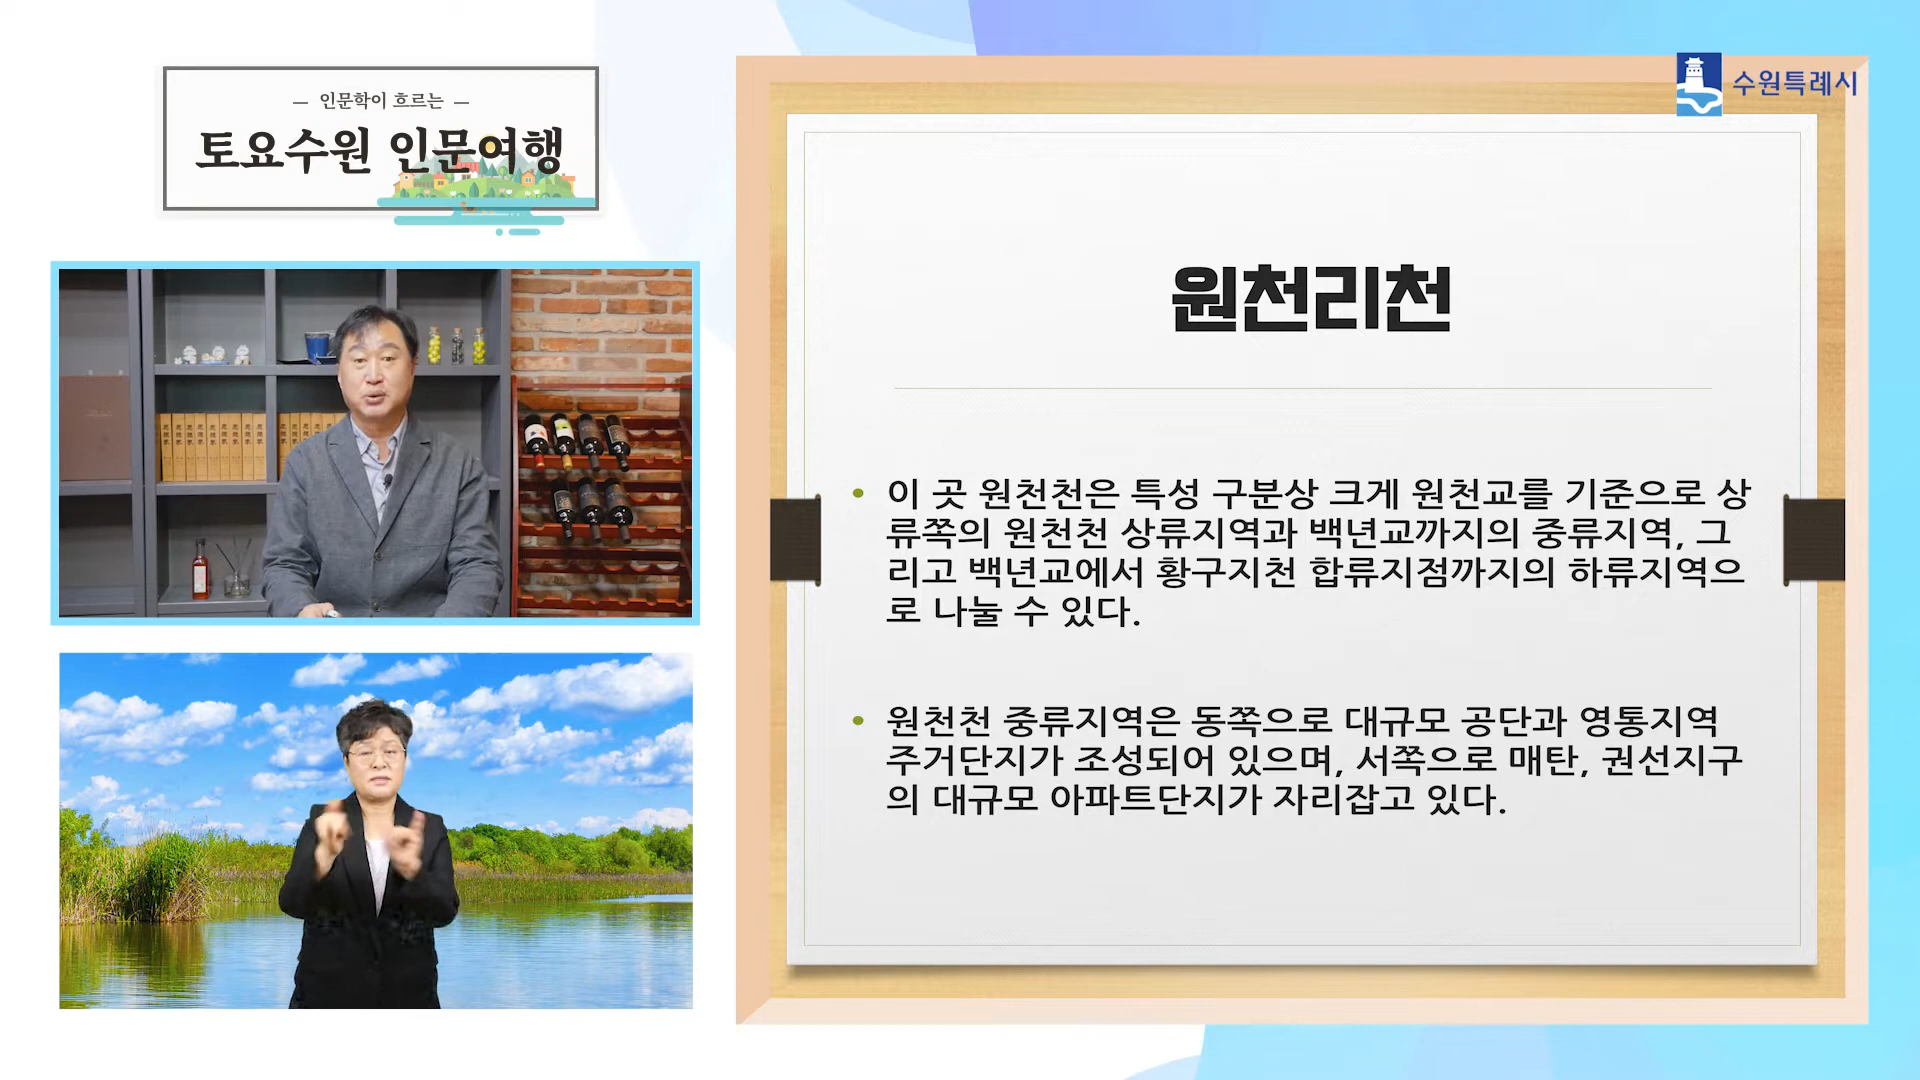 — 인문학이 흐르는 —
토요수원 인문여행
수원특례시
원천리천
• 이 곳 원천천은 특성 구분상 크게 원천교를 기준으로 상
류쪽의 원천천 상류지역과 백년교까지의 중류지역, 그
리고 백년교에서 황구지천 합류지점까지의 하류지역으
로 나눌 수 있다.
• 원천천 중류지역은 동쪽으로 대규모 공단과 영통지역
주거단지가 조성되어 있으며, 서쪽으로 매탄, 권선지구
의 대규모 아파트단지가 자리잡고 있다.